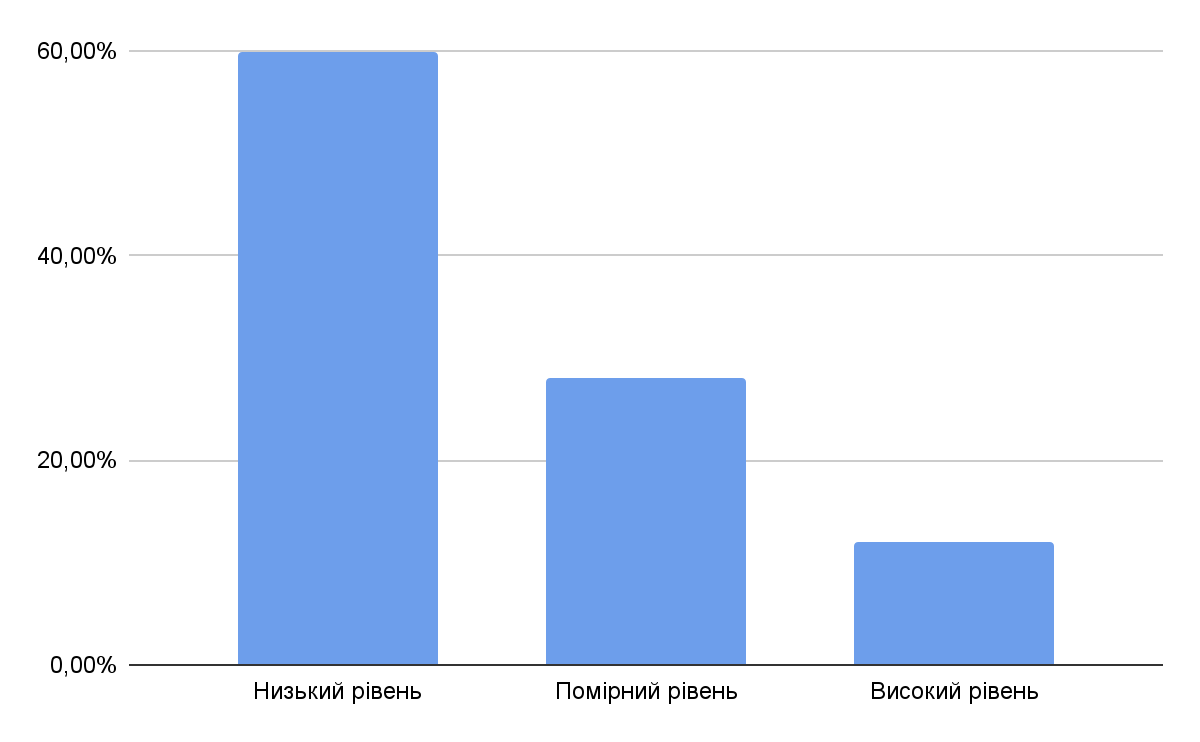 60,00%
40,00%
20,00%
0,00%
Низький рівень
Помірний рівень
Високий рівень